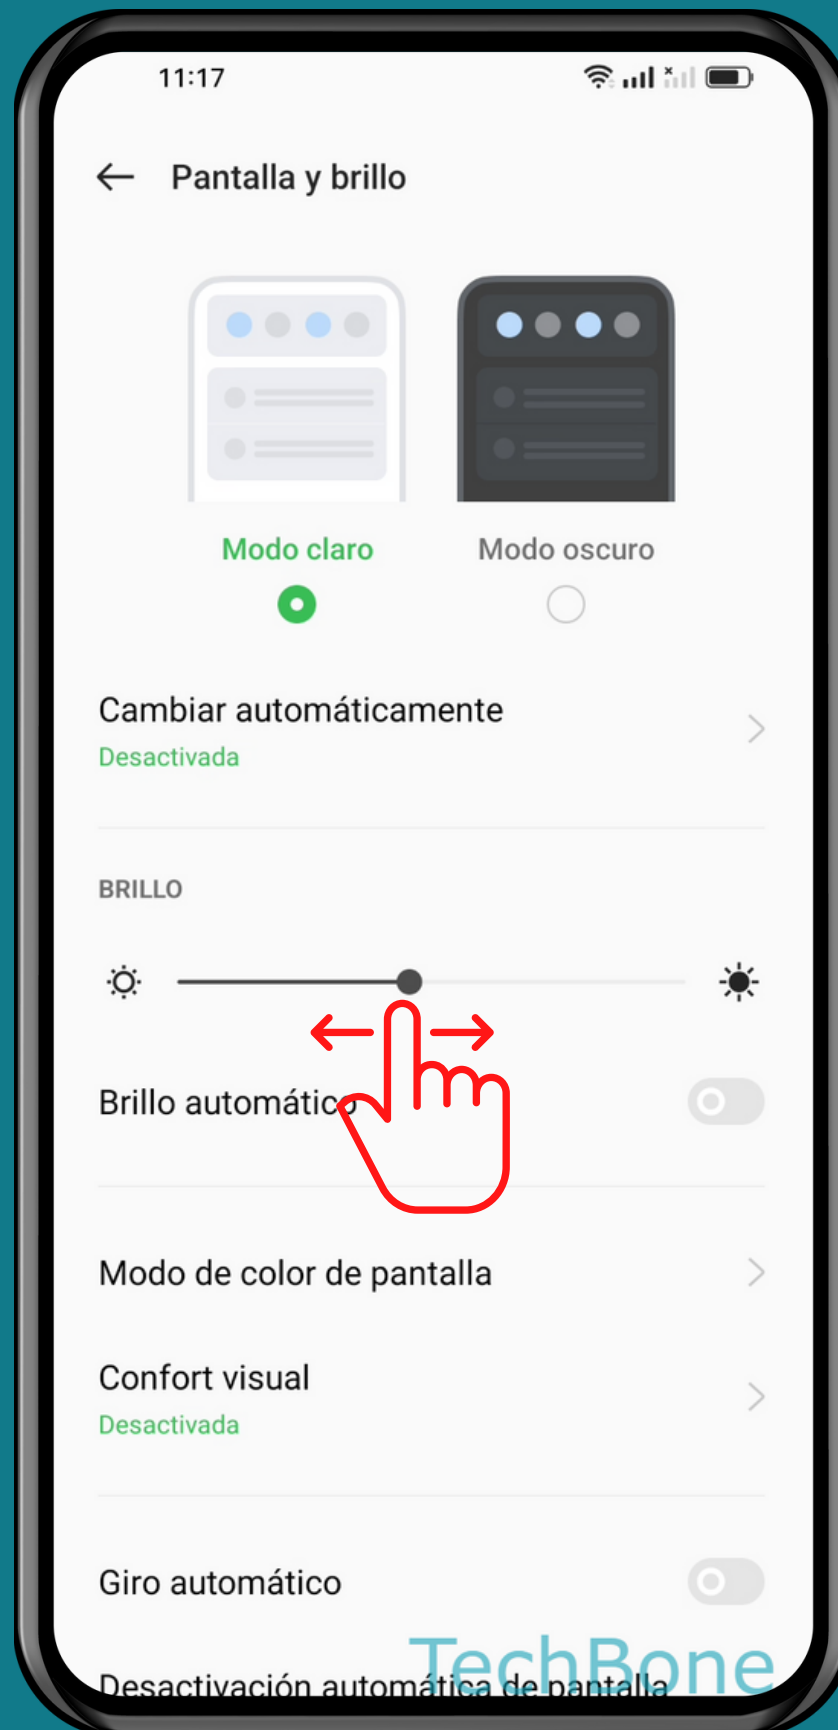 11:17
Pantalla y brillo
Modo claro
Modo oscuro
Cambiar automáticamente
Desactivada
BRILLO
Brillo automático
Modo de color de pantalla
Confort visual
Desactivada
Giro automático
TechBone
Desactivación automática de pantalla